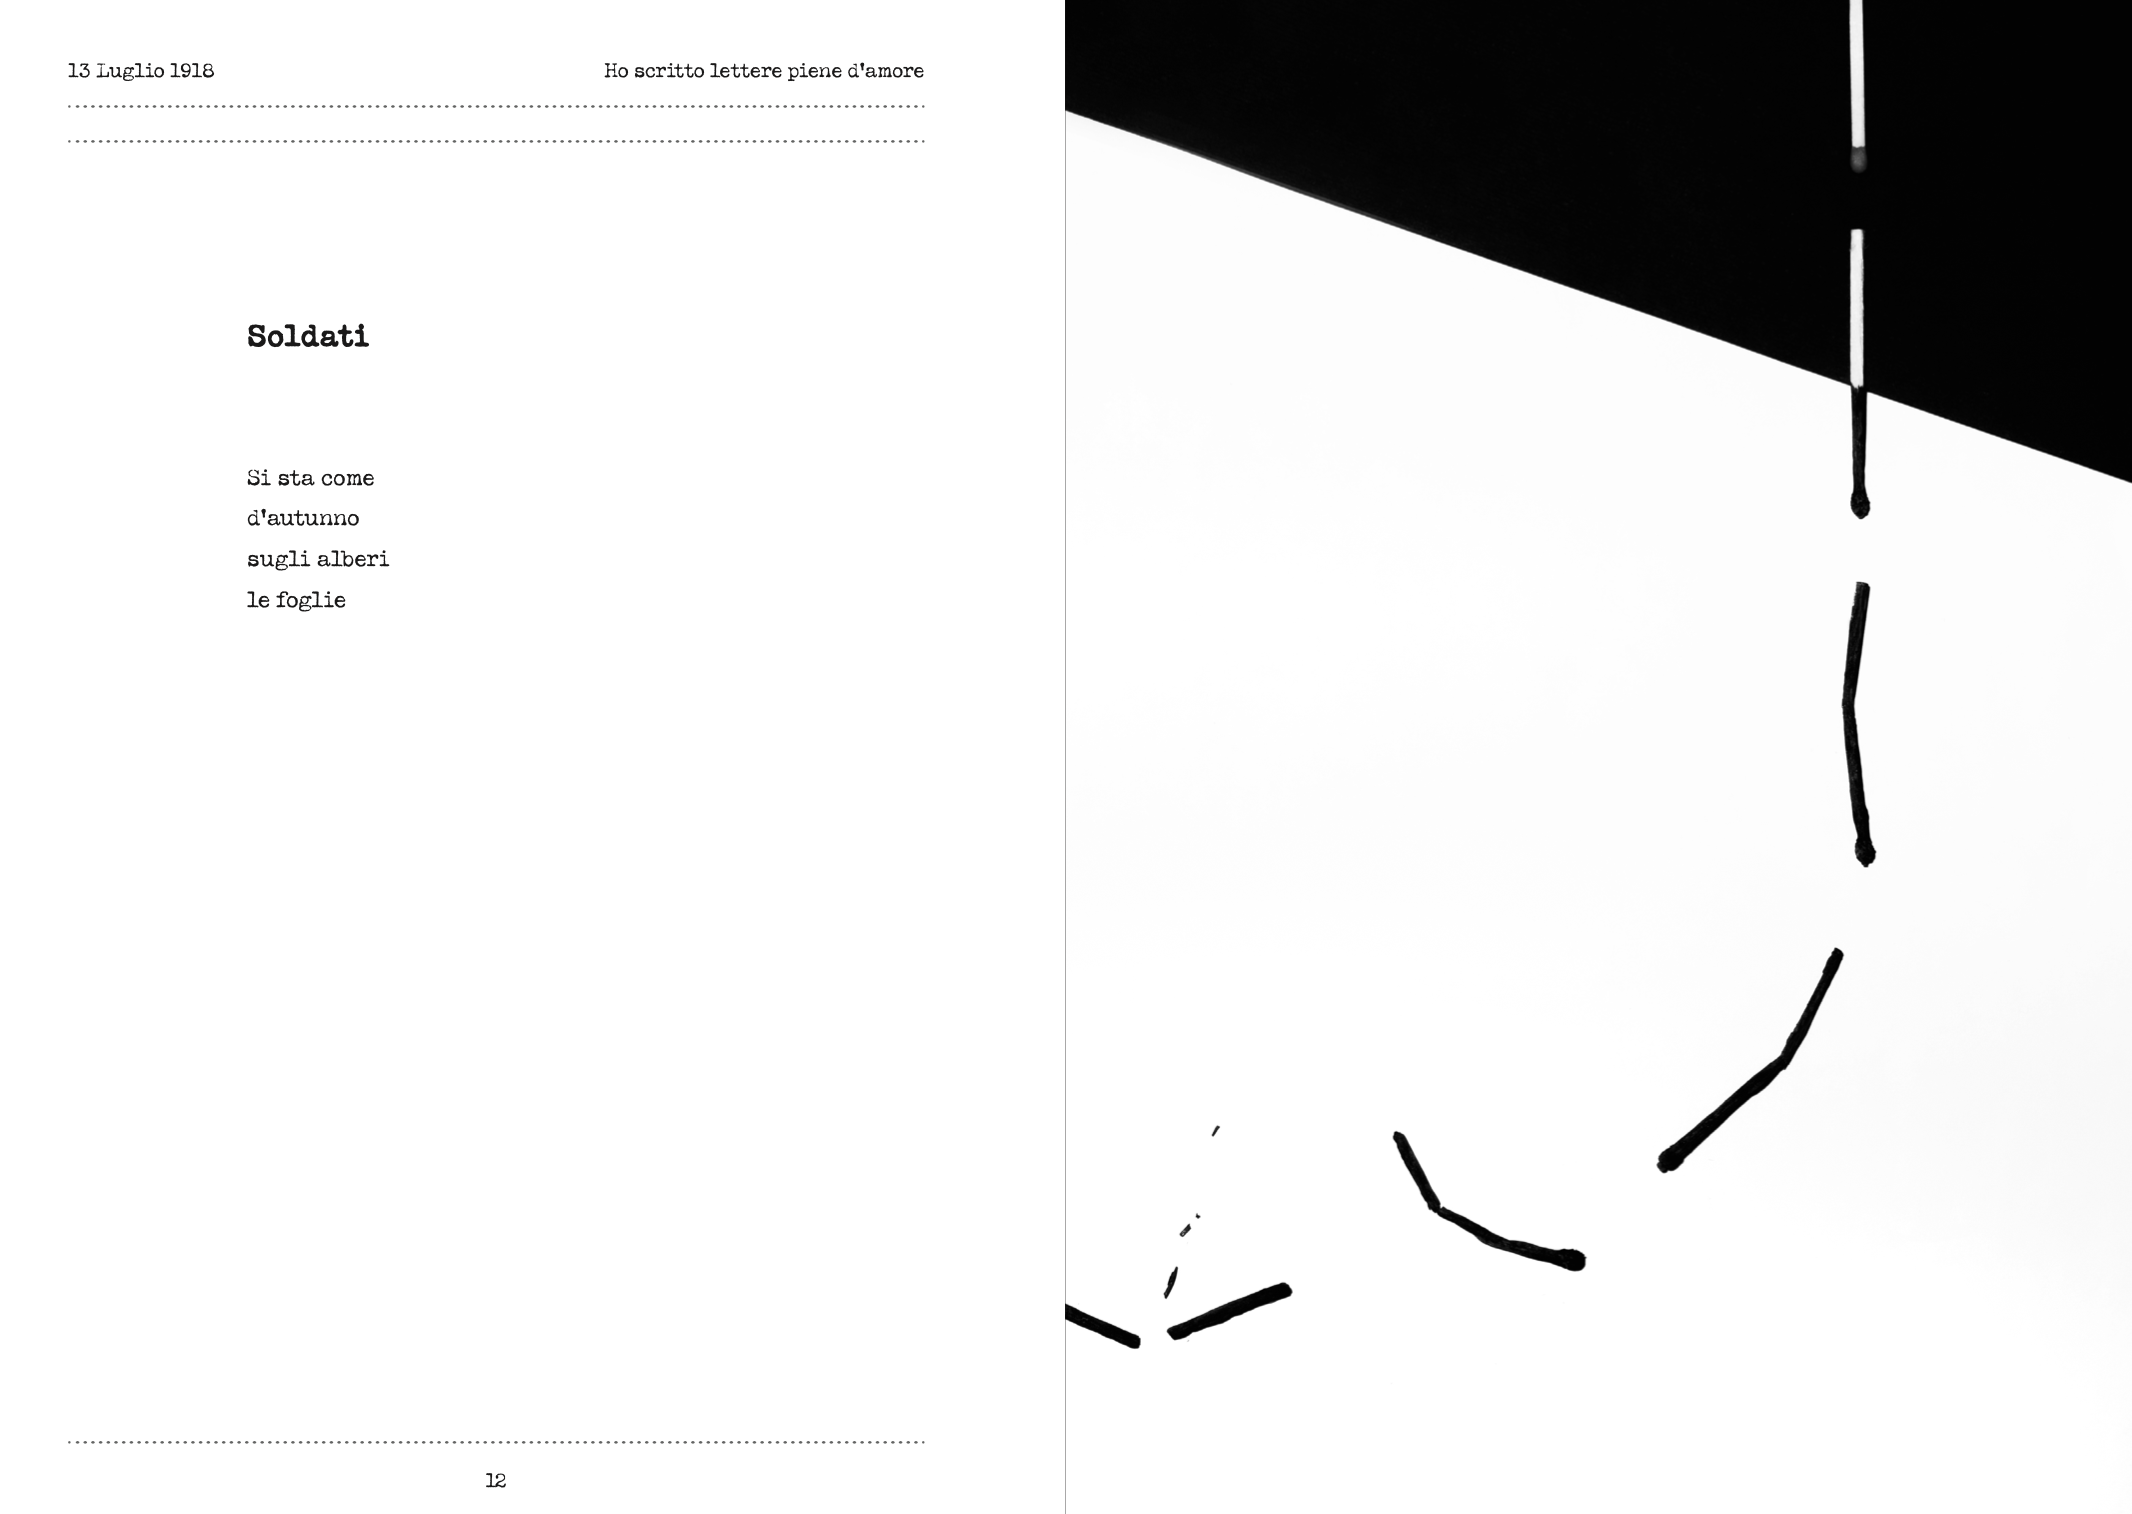 13 Luglio 1918
Ho scritto lettere piene d'amore
Soldati
Si sta come
d'autunno
sugli alberi
le foglie
12